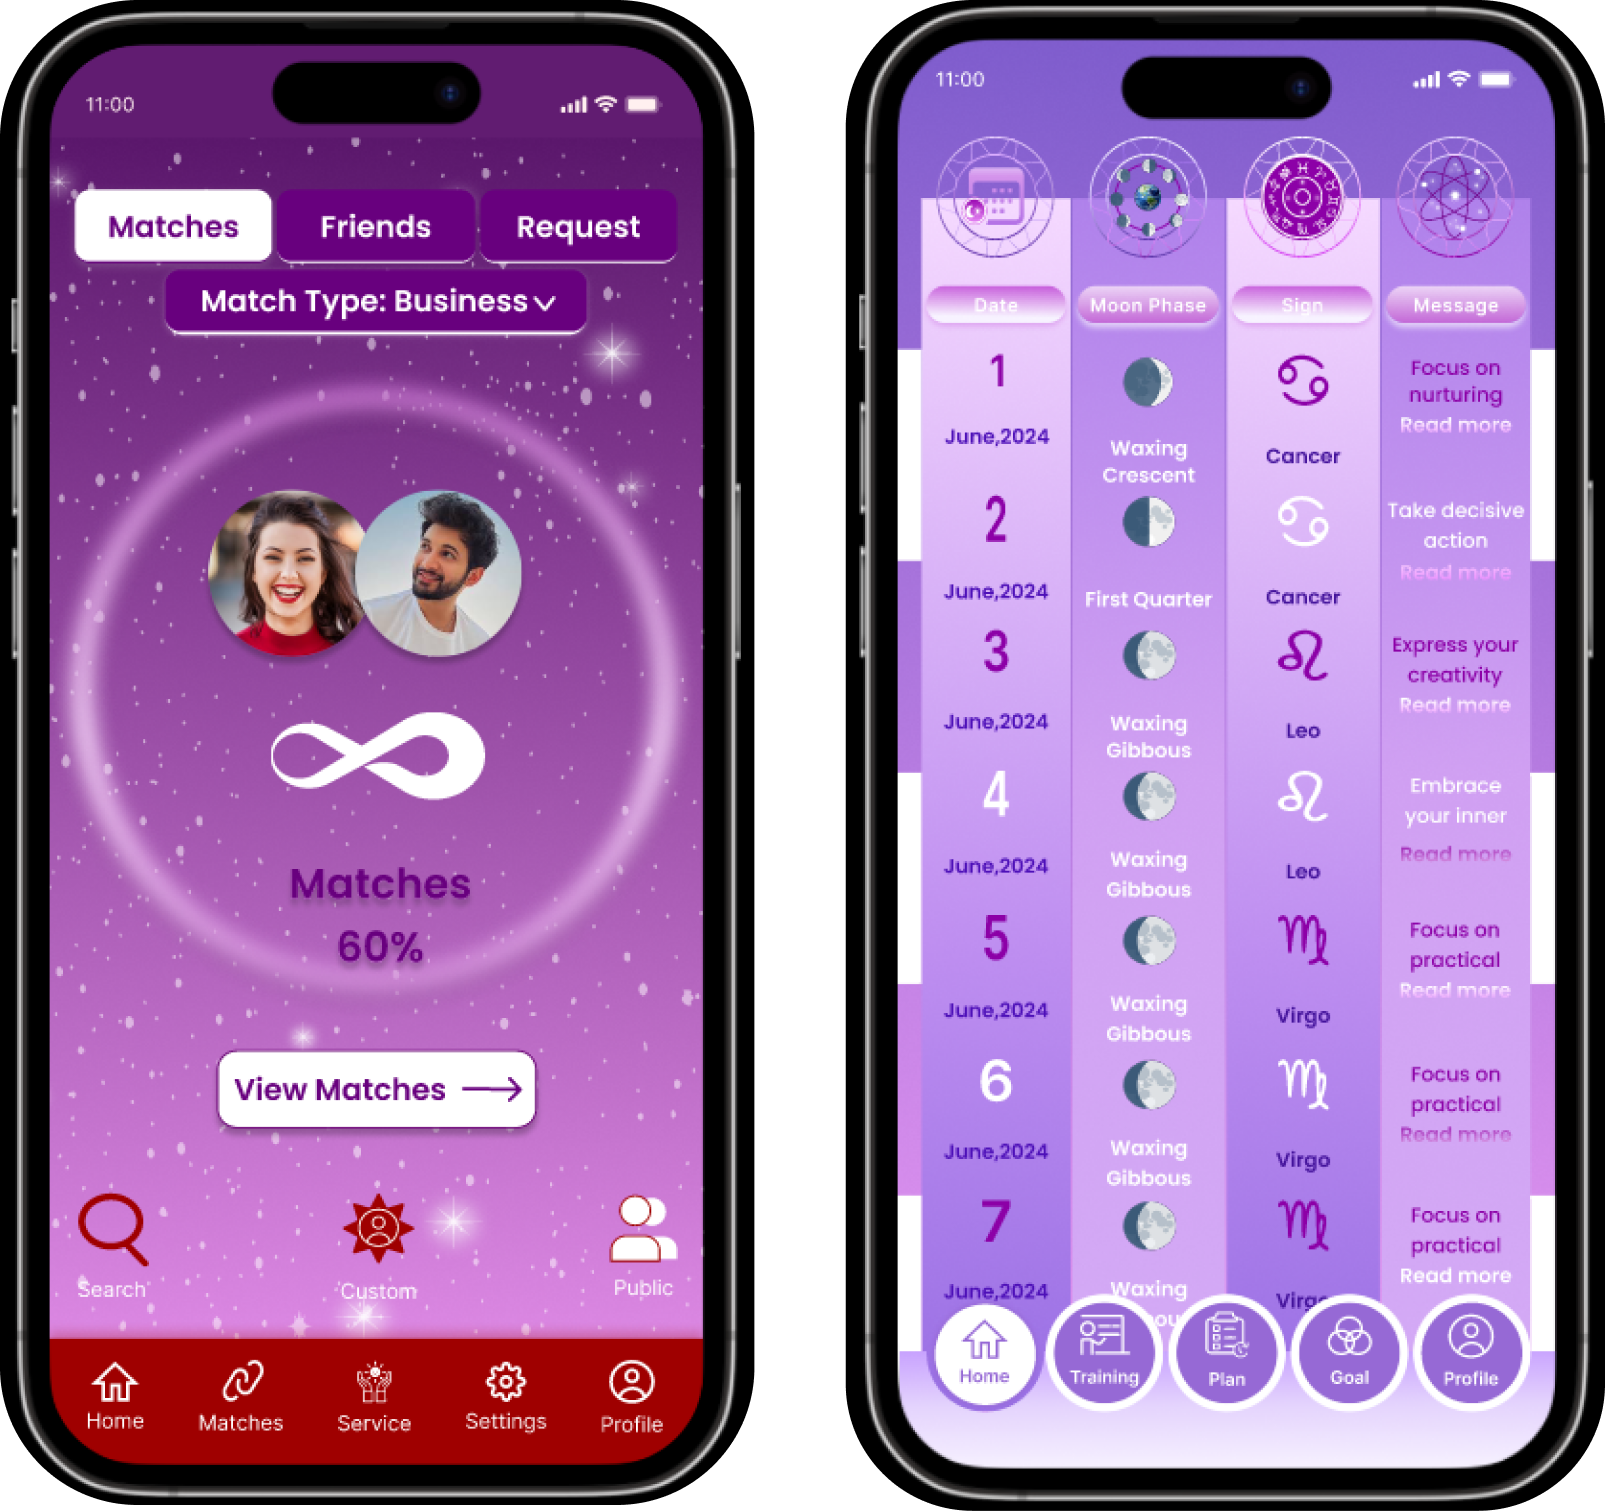 11:00
Matches
Friends
Request
Match Type: Business
Matches
60%
View Matches
Search
Custom
Public
Home
Matches
Service
Settings
Profile
11:00
Date
Moon Phase
Sign
Message
1
June,2024
Waxing
Crescent
Cancer
Focus on
nurturing
Read more
2
June,2024
First Quarter
Cancer
Take decisive
action
Read more
3
June,2024
Waxing
Gibbous
Leo
Express your
creativity
Read more
4
June,2024
Waxing
Gibbous
Leo
Embrace
your inner
Read more
5
June,2024
Waxing
Gibbous
Virgo
Focus on
practical
Read more
6
June,2024
Waxing
Gibbous
Virgo
Focus on
practical
Read more
7
June,2024
Waxing
Virgo
Focus on
practical
Read more
Home
Training
Plan
Goal
Profile